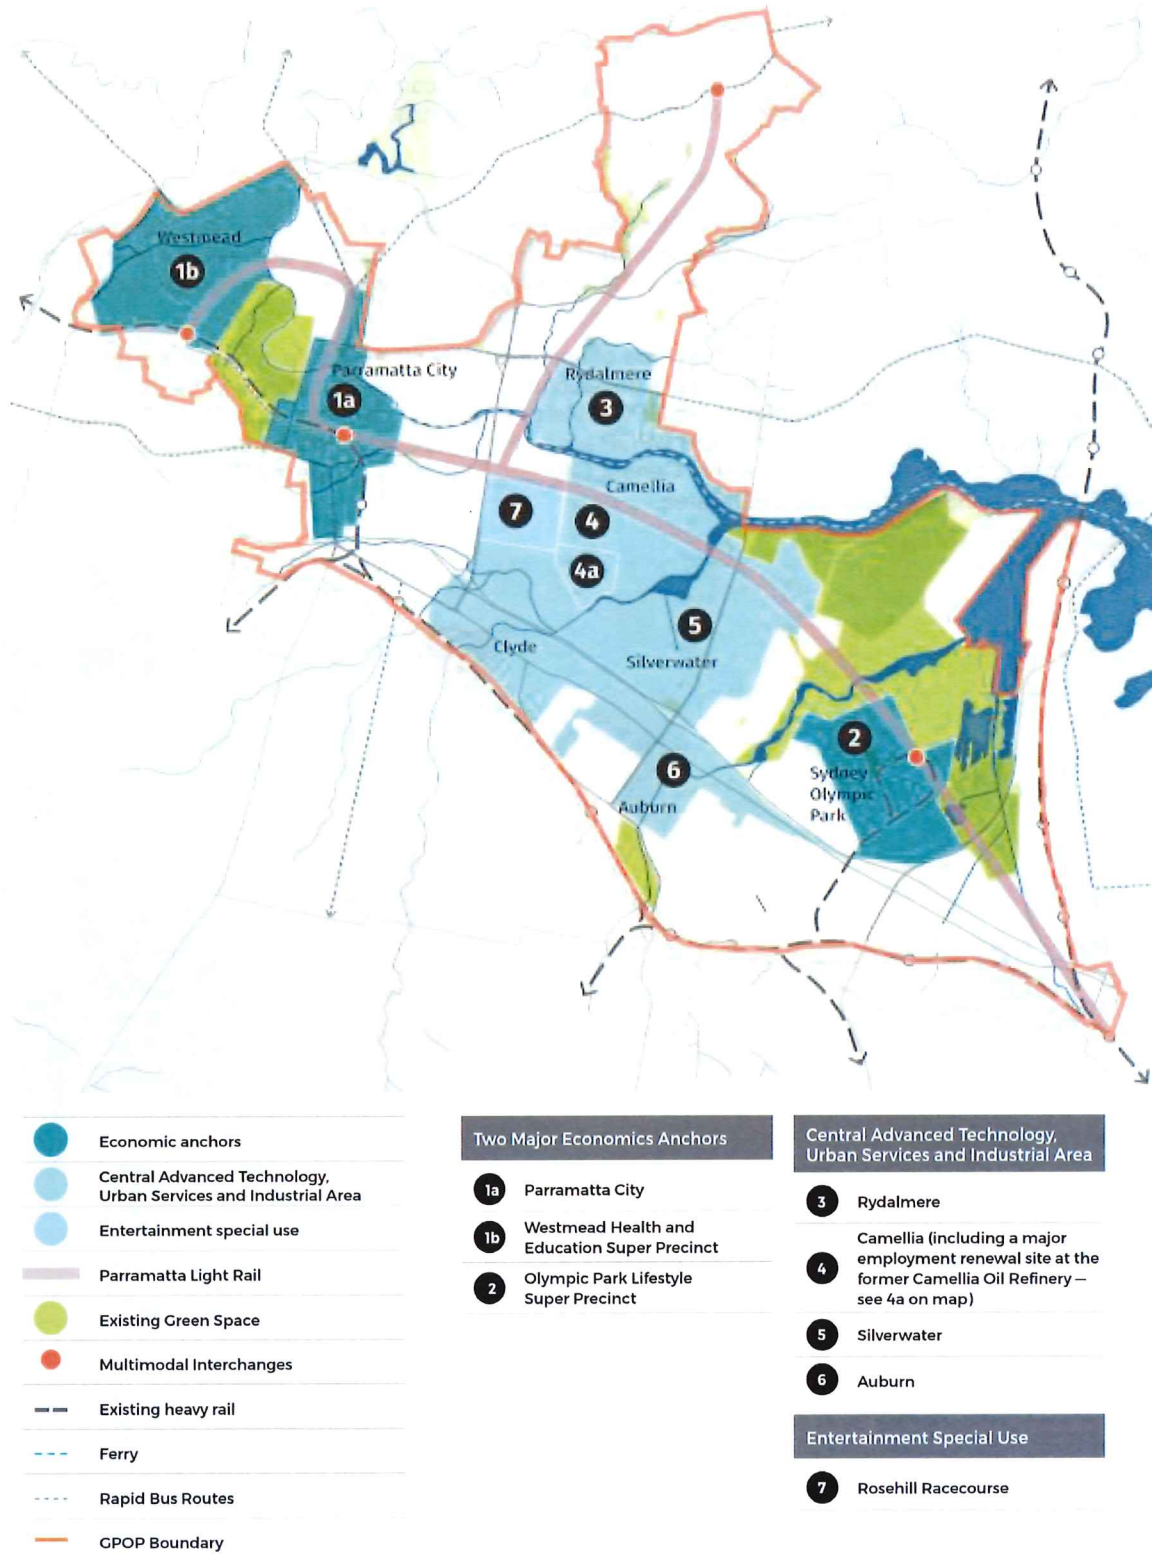 Westmead
1b
Parramatta City
1a
Rydalmere
3
Camellia
7
4
4a
5
Clyde
Silverwater
2
6
Sydney
Olympic
Park
Auburn
Economic anchors
Central Advanced Technology,
Urban Services and Industrial Area
Entertainment special use
Parramatta Light Rail
Existing Green Space
Multimodal Interchanges
Existing heavy rail
Ferry
Rapid Bus Routes
GPOP Boundary
Two Major Economics Anchors
1a Parramatta City
1b Westmead Health and
Education Super Precinct
2 Olympic Park Lifestyle
Super Precinct
Central Advanced Technology,
Urban Services and Industrial Area
3 Rydalmere
4 Camellia (including a major
employment renewal site at the
former Camellia Oil Refinery –
see 4a on map)
5 Silverwater
6 Auburn
Entertainment Special Use
7 Rosehill Racecourse